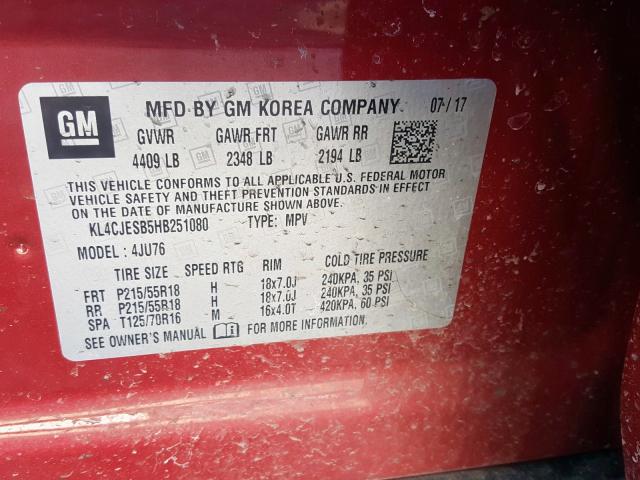 GM MFD BY GM KOREA COMPANY 07/17
GVWR GAWR FRT GAWR RR
4409 LB 2348 LB 2194 LB
THIS VEHICLE CONFORMS TO ALL APPLICABLE U.S. FEDERAL MOTOR
VEHICLE SAFETY AND THEFT PREVENTION STANDARDS IN EFFECT ON
THE DATE OF MANUFACTURE SHOWN ABOVE.
KL4CJESB5HB251080 TYPE: MPV
MODEL: 4JU76
TIRE SIZE SPEED RTG RIM COLD TIRE PRESSURE
FRT P215/55R18 H 18x7.0J 240KPA, 35 PSI
RR P215/55R18 H 18x7.0J 240KPA, 35 PSI
SPA T125/70R16 M 16x4.0T 420KPA, 60 PSI
SEE OWNER'S MANUAL FOR MORE INFORMATION.